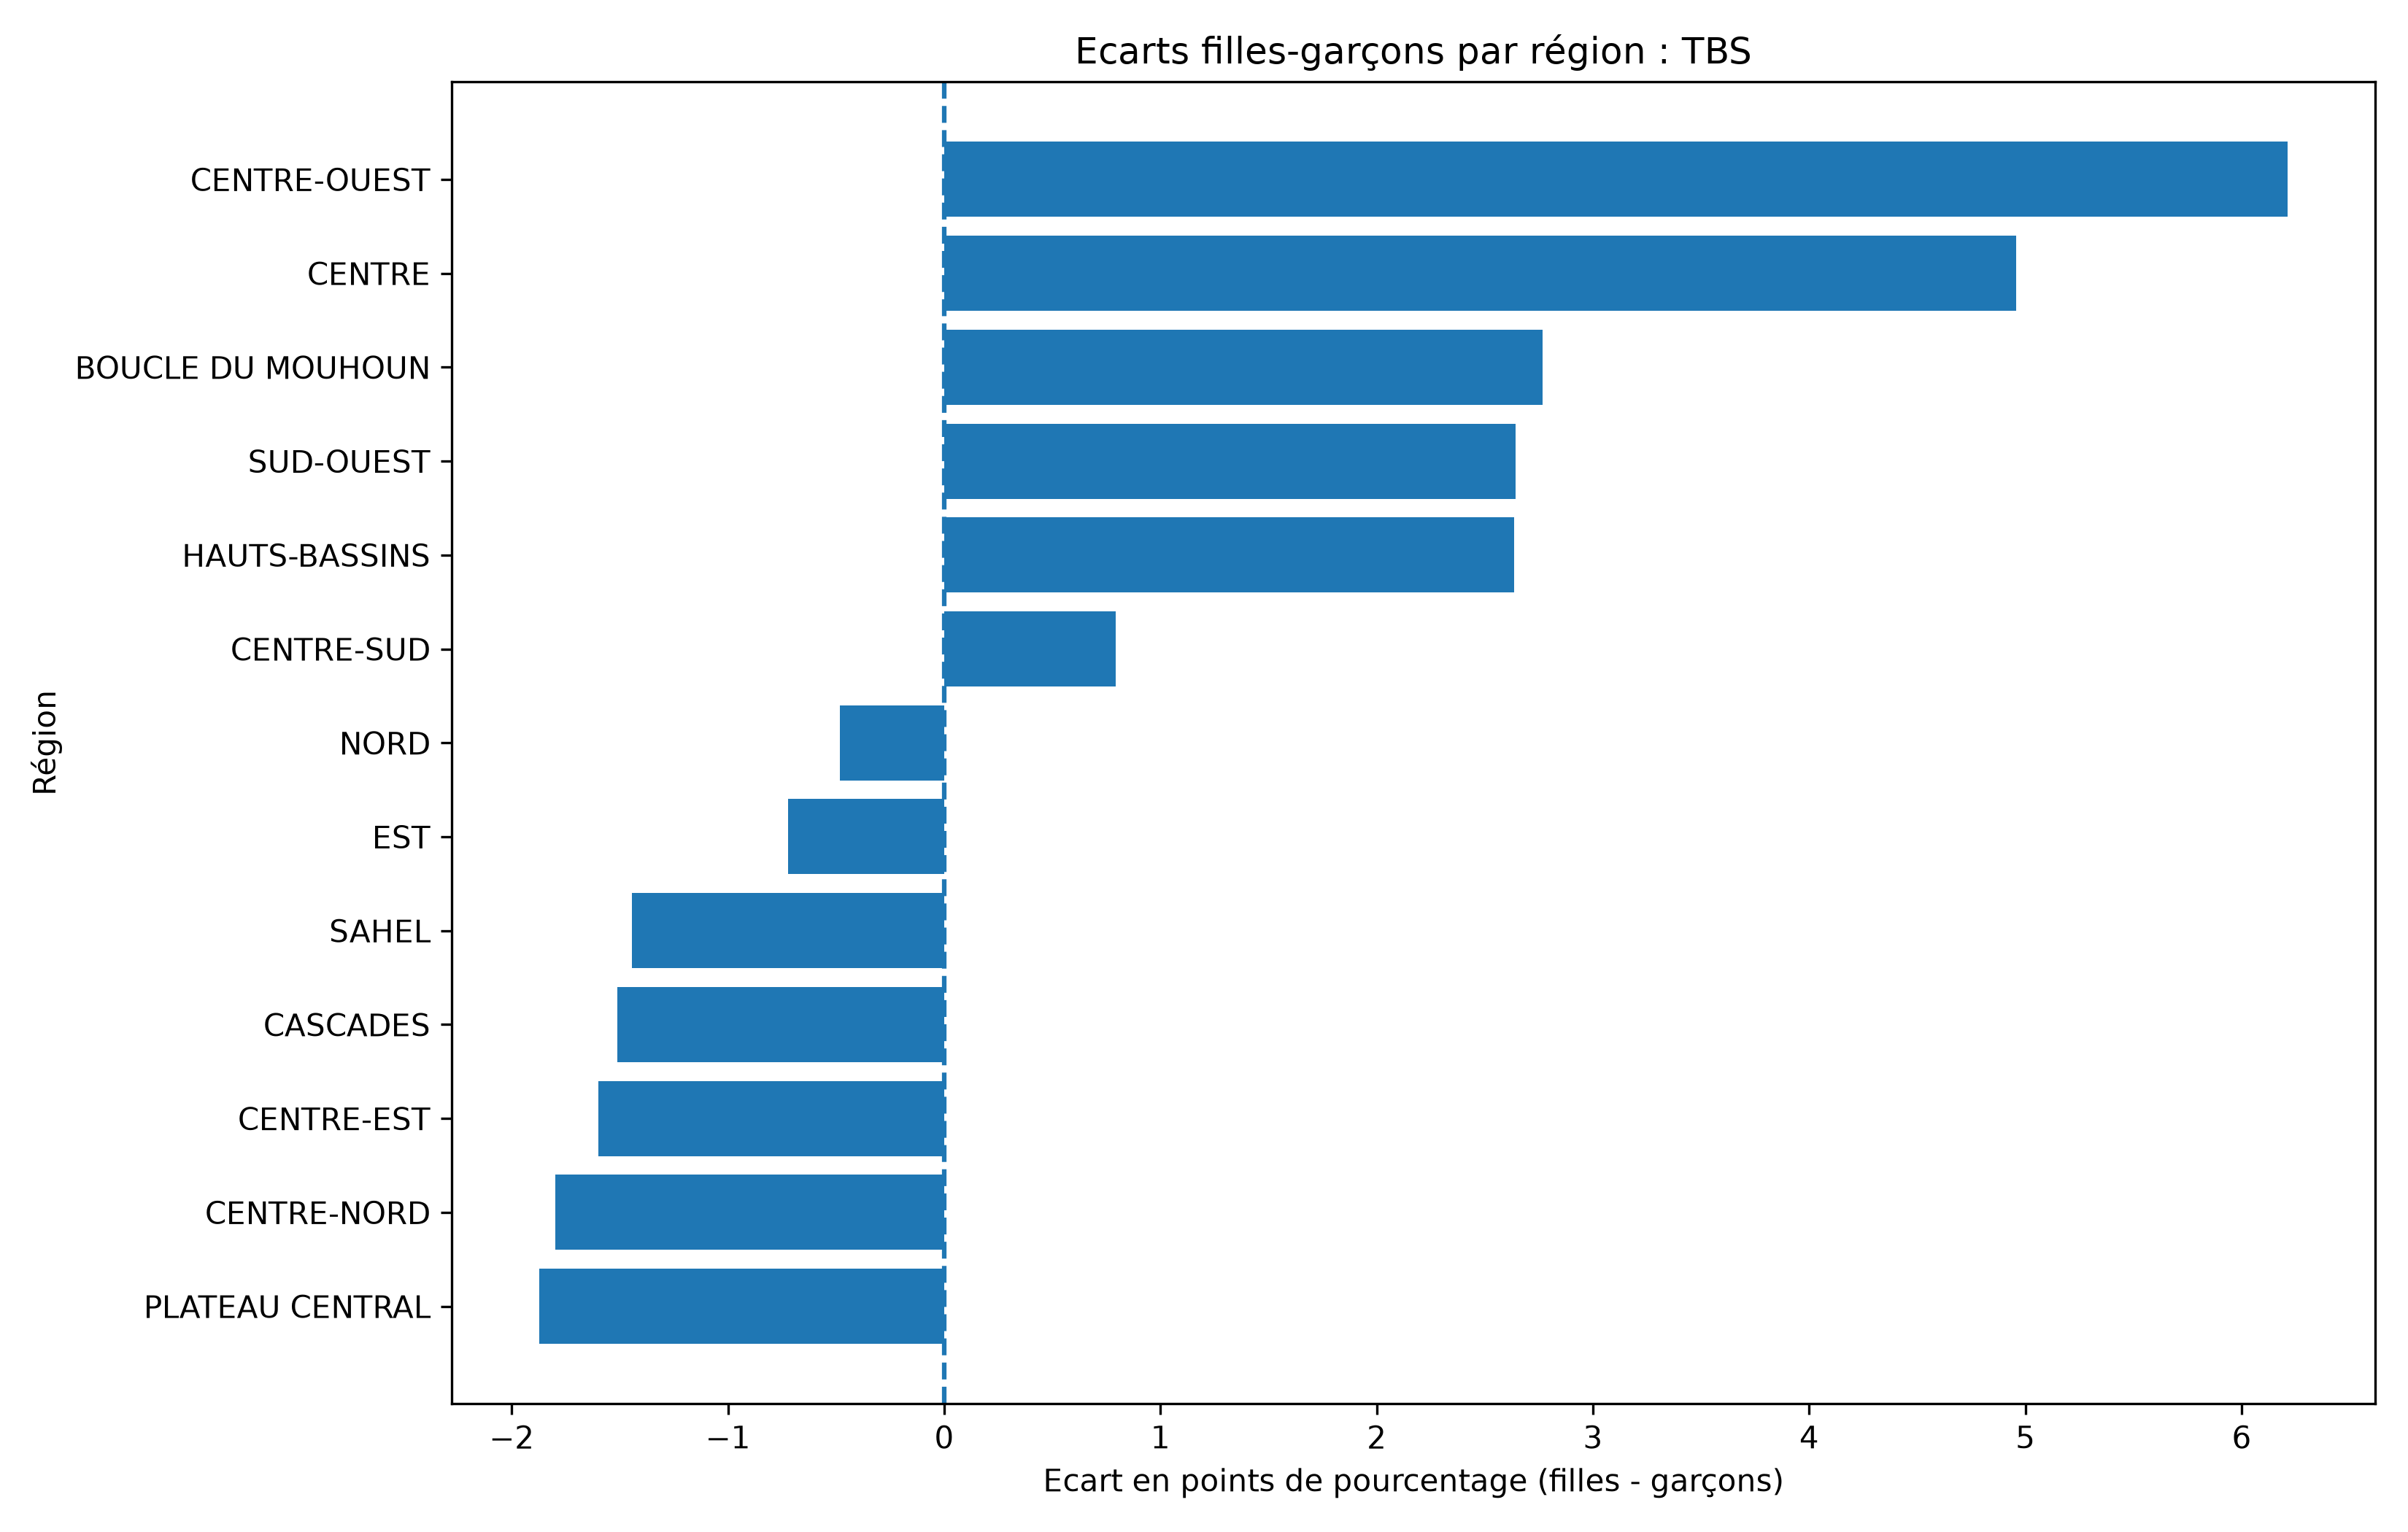 Ecarts filles-garçons par région : TBS
CENTRE-OUEST
CENTRE
BOUCLE DU MOUHOUN
SUD-OUEST
HAUTS-BASSINS
CENTRE-SUD
NORD
EST
SAHEL
CASCADES
CENTRE-EST
CENTRE-NORD
PLATEAU CENTRAL
Région
−2 −1 0 1 2 3 4 5 6
Ecart en points de pourcentage (filles - garçons)